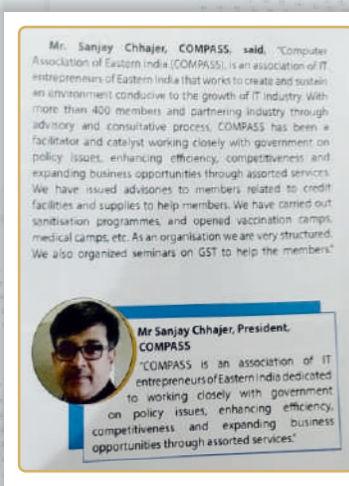 Mr. Sanjay Chhajer, COMPASS, said, "Computer
Association of Eastern India (COMPASS), is an association of IT
entrepreneurs of Eastern India that works to create and sustain
an environment conducive to the growth of IT industry. With
more than 400 members and partnering industry through
advisory and consultative process, COMPASS has been a
facilitator and catalyst working closely with government on
policy issues, enhancing efficiency, competitiveness and
expanding business opportunities through assorted services.
We have issued advisories to members related to credit
facilities and supplies to help members. We have carried out
sanitisation programmes, and opened vaccination camps,
medical camps, etc. As an organisation we are very structured.
We also organized seminars on GST to help the members."
Mr Sanjay Chhajer, President,
COMPASS
"COMPASS is an association of IT
entrepreneurs of Eastern India dedicated
to working closely with government
on policy issues, enhancing efficiency,
competitiveness and expanding business
opportunities through assorted services."